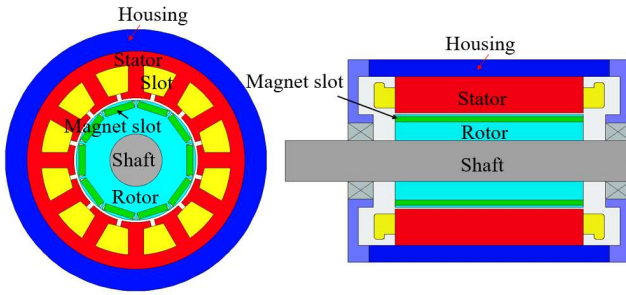 Housing
Stator
Slot
Magnet slot
Shaft
Rotor
Housing
Magnet slot
Stator
Rotor
Shaft